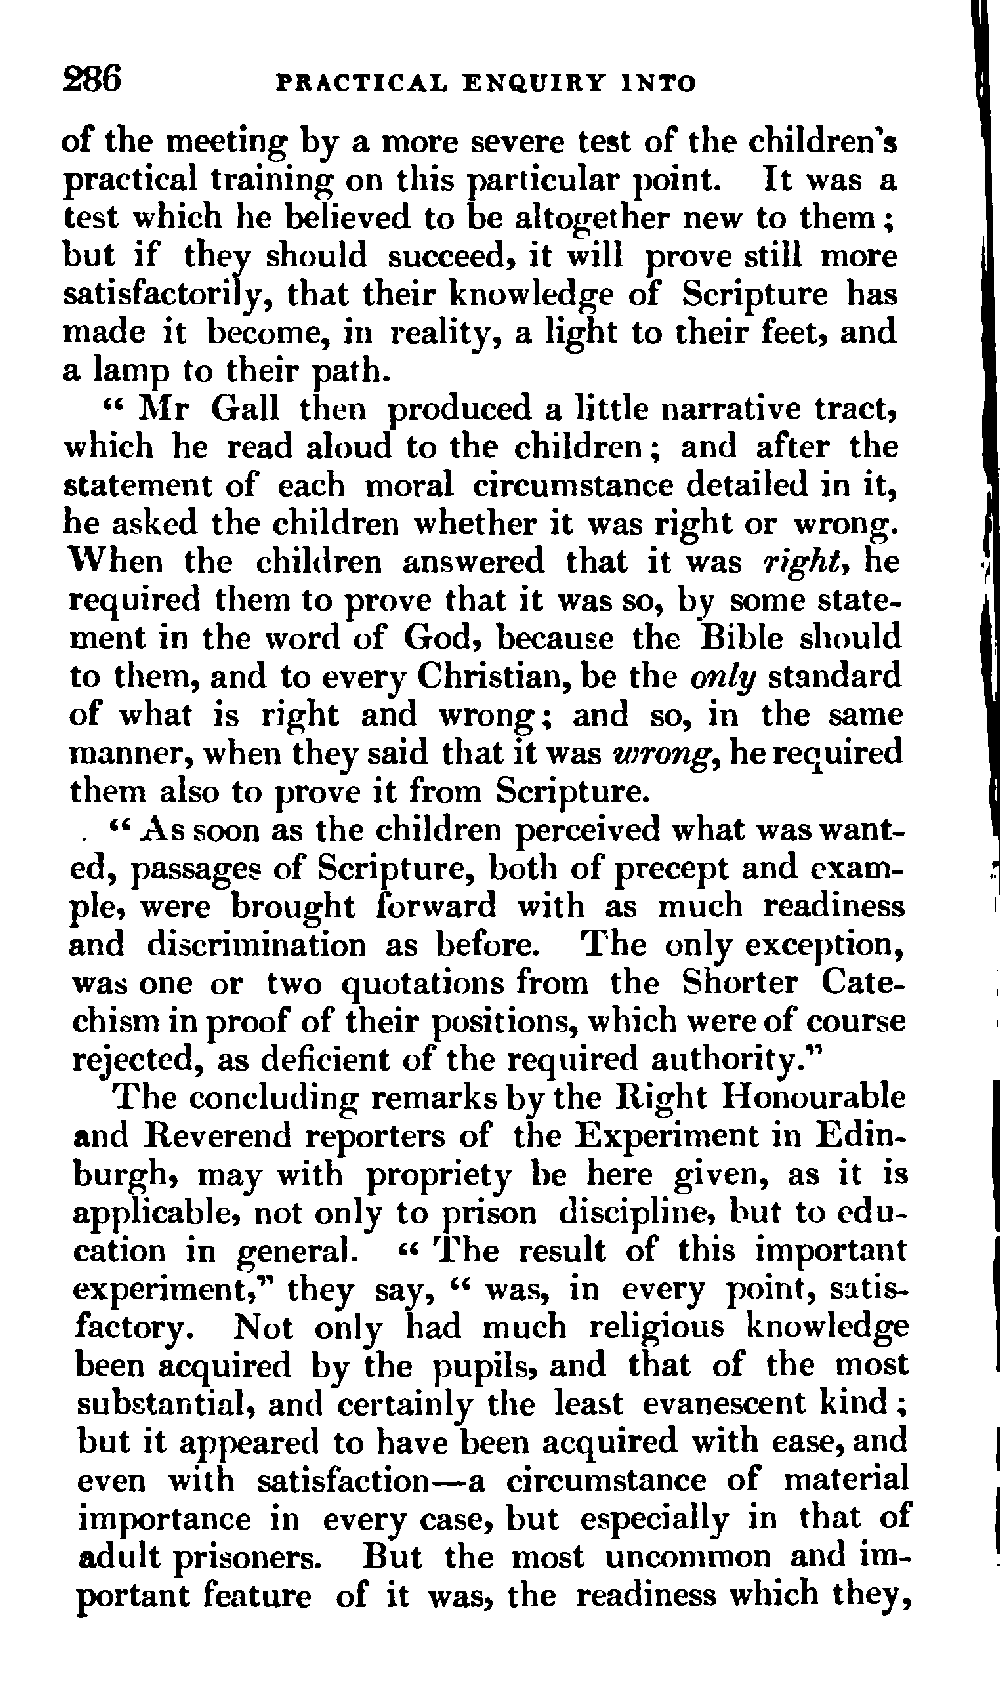 286 PRACTICAL ENQUIRY INTO
of the meeting by a more severe test of the children's
practical training on this particular point. It was a
test which he believed to be altogether new to them;
but if they should succeed, it will prove still more
satisfactorily, that their knowledge of Scripture has
made it become, in reality, a light to their feet, and
a lamp to their path.
“ Mr Gall then produced a little narrative tract,
which he read aloud to the children; and after the
statement of each moral circumstance detailed in it,
he asked the children whether it was right or wrong.
When the children answered that it was right, he
required them to prove that it was so, by some state-
ment in the word of God, because the Bible should
to them, and to every Christian, be the only standard
of what is right and wrong; and so, in the same
manner, when they said that it was wrong, he required
them also to prove it from Scripture.
“ As soon as the children perceived what was want-
ed, passages of Scripture, both of precept and exam-
ple, were brought forward with as much readiness
and discrimination as before. The only exception,
was one or two quotations from the Shorter Cate-
chism in proof of their positions, which were of course
rejected, as deficient of the required authority.”
The concluding remarks by the Right Honourable
and Reverend reporters of the Experiment in Edin-
burgh, may with propriety be here given, as it is
applicable, not only to prison discipline, but to edu-
cation in general. “ The result of this important
experiment,” they say, “ was, in every point, satis-
factory. Not only had much religious knowledge
been acquired by the pupils, and that of the most
substantial, and certainly the least evanescent kind;
but it appeared to have been acquired with ease, and
even with satisfaction—a circumstance of material
importance in every case, but especially in that of
adult prisoners. But the most uncommon and im-
portant feature of it was, the readiness which they,